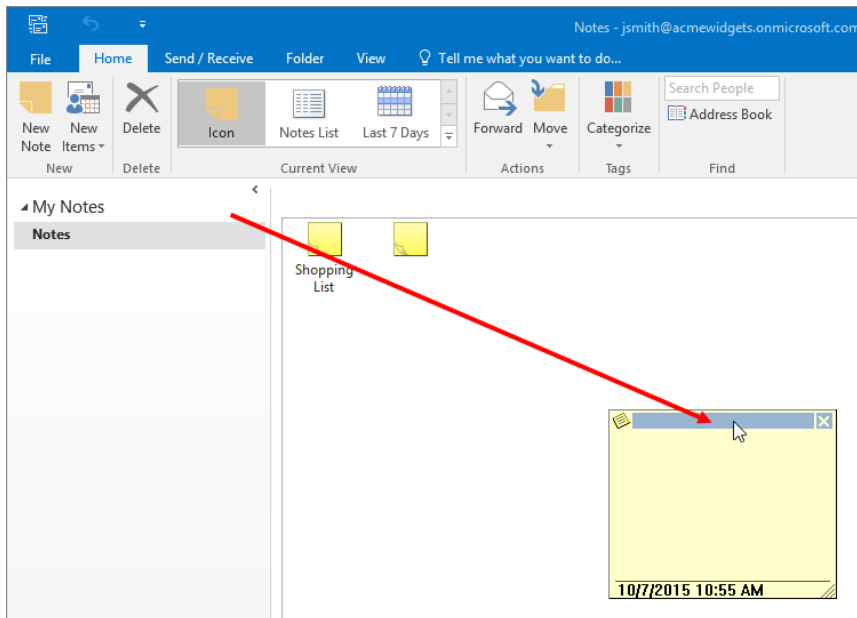 Notes - jsmith@acmewidgets.onmicrosoft.com
File Home Send / Receive Folder View Tell me what you want to do...
Search People
Address Book
New Note
New Items
Delete
Icon
Notes List
Last 7 Days
Forward
Move
Categorize
New Delete Current View Actions Tags Find
My Notes
Notes
Shopping
List
10/7/2015 10:55 AM